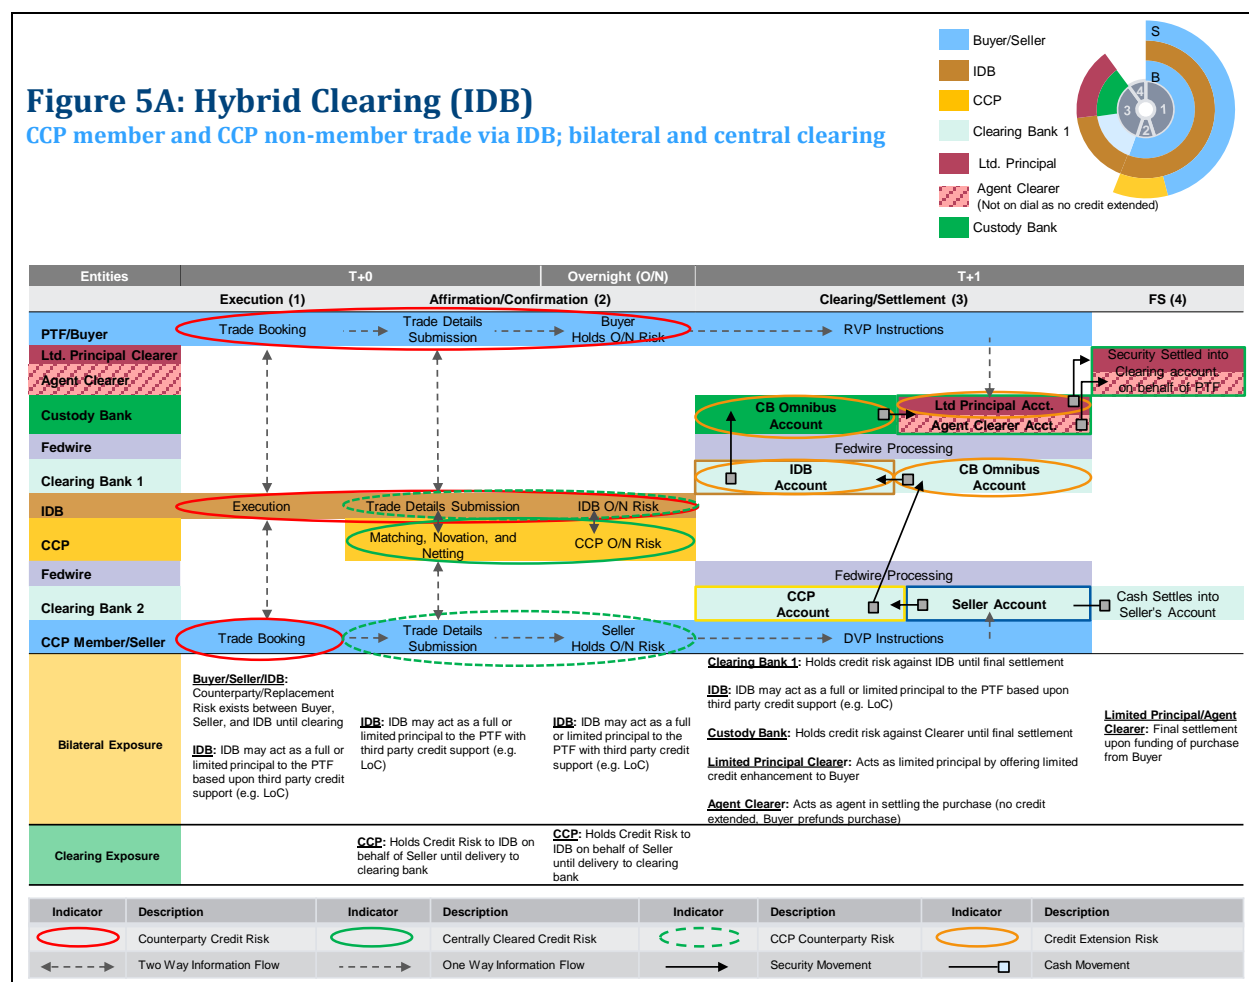 Figure 5A: Hybrid Clearing (IDB)
CCP member and CCP non-member trade via IDB; bilateral and central clearing
Buyer/Seller
IDB
CCP
Clearing Bank 1
Ltd. Principal
Agent Clearer
(Not on dial as no credit extended)
Custody Bank
S
B
4
3
1
2
Entities
T+0
Overnight (O/N)
T+1
Execution (1)
Affirmation/Confirmation (2)
Clearing/Settlement (3)
FS (4)
PTF/Buyer
Trade Booking
Trade Details
Submission
Buyer
Holds O/N Risk
RVP Instructions
Ltd. Principal Clearer
Agent Clearer
Security Settled into
Clearing account
on behalf of PTF
Custody Bank
CB Omnibus
Account
Ltd Principal Acct.
Agent Clearer Acct.
Fedwire
Fedwire Processing
Clearing Bank 1
IDB
Account
CB Omnibus
Account
IDB
Execution
Trade Details Submission
IDB O/N Risk
CCP
Matching, Novation, and
Netting
CCP O/N Risk
Fedwire
Fedwire Processing
Clearing Bank 2
CCP
Account
Seller Account
Cash Settles into
Seller's Account
CCP Member/Seller
Trade Booking
Trade Details
Submission
Seller
Holds O/N Risk
DVP Instructions
Bilateral Exposure
Buyer/Seller/IDB:
Counterparty/Replacement
Risk exists between Buyer,
Seller, and IDB until clearing
IDB: IDB may act as a full or
limited principal to the PTF
based upon third party credit
support (e.g. LoC)
IDB: IDB may act as a full or
limited principal to the PTF with
third party credit support (e.g.
LoC)
IDB: IDB may act as a full
or limited principal to the
PTF with third party credit
support (e.g. LoC)
Clearing Bank 1: Holds credit risk against IDB until final settlement
IDB: IDB may act as a full or limited principal to the PTF based upon
third party credit support (e.g. LoC)
Custody Bank: Holds credit risk against Clearer until final settlement
Limited Principal Clearer: Acts as limited principal by offering limited
credit enhancement to Buyer
Agent Clearer: Acts as agent in settling the purchase (no credit
extended, Buyer prefunds purchase)
Limited Principal/Agent
Clearer: Final settlement
upon funding of purchase
from Buyer
Clearing Exposure
CCP: Holds Credit Risk to IDB on
behalf of Seller until delivery to
clearing bank
CCP: Holds Credit Risk to
IDB on behalf of Seller
until delivery to clearing
bank
Indicator
Description
Indicator
Description
Indicator
Description
Indicator
Description
Counterparty Credit Risk
Centrally Cleared Credit Risk
CCP Counterparty Risk
Credit Extension Risk
Two Way Information Flow
One Way Information Flow
Security Movement
Cash Movement